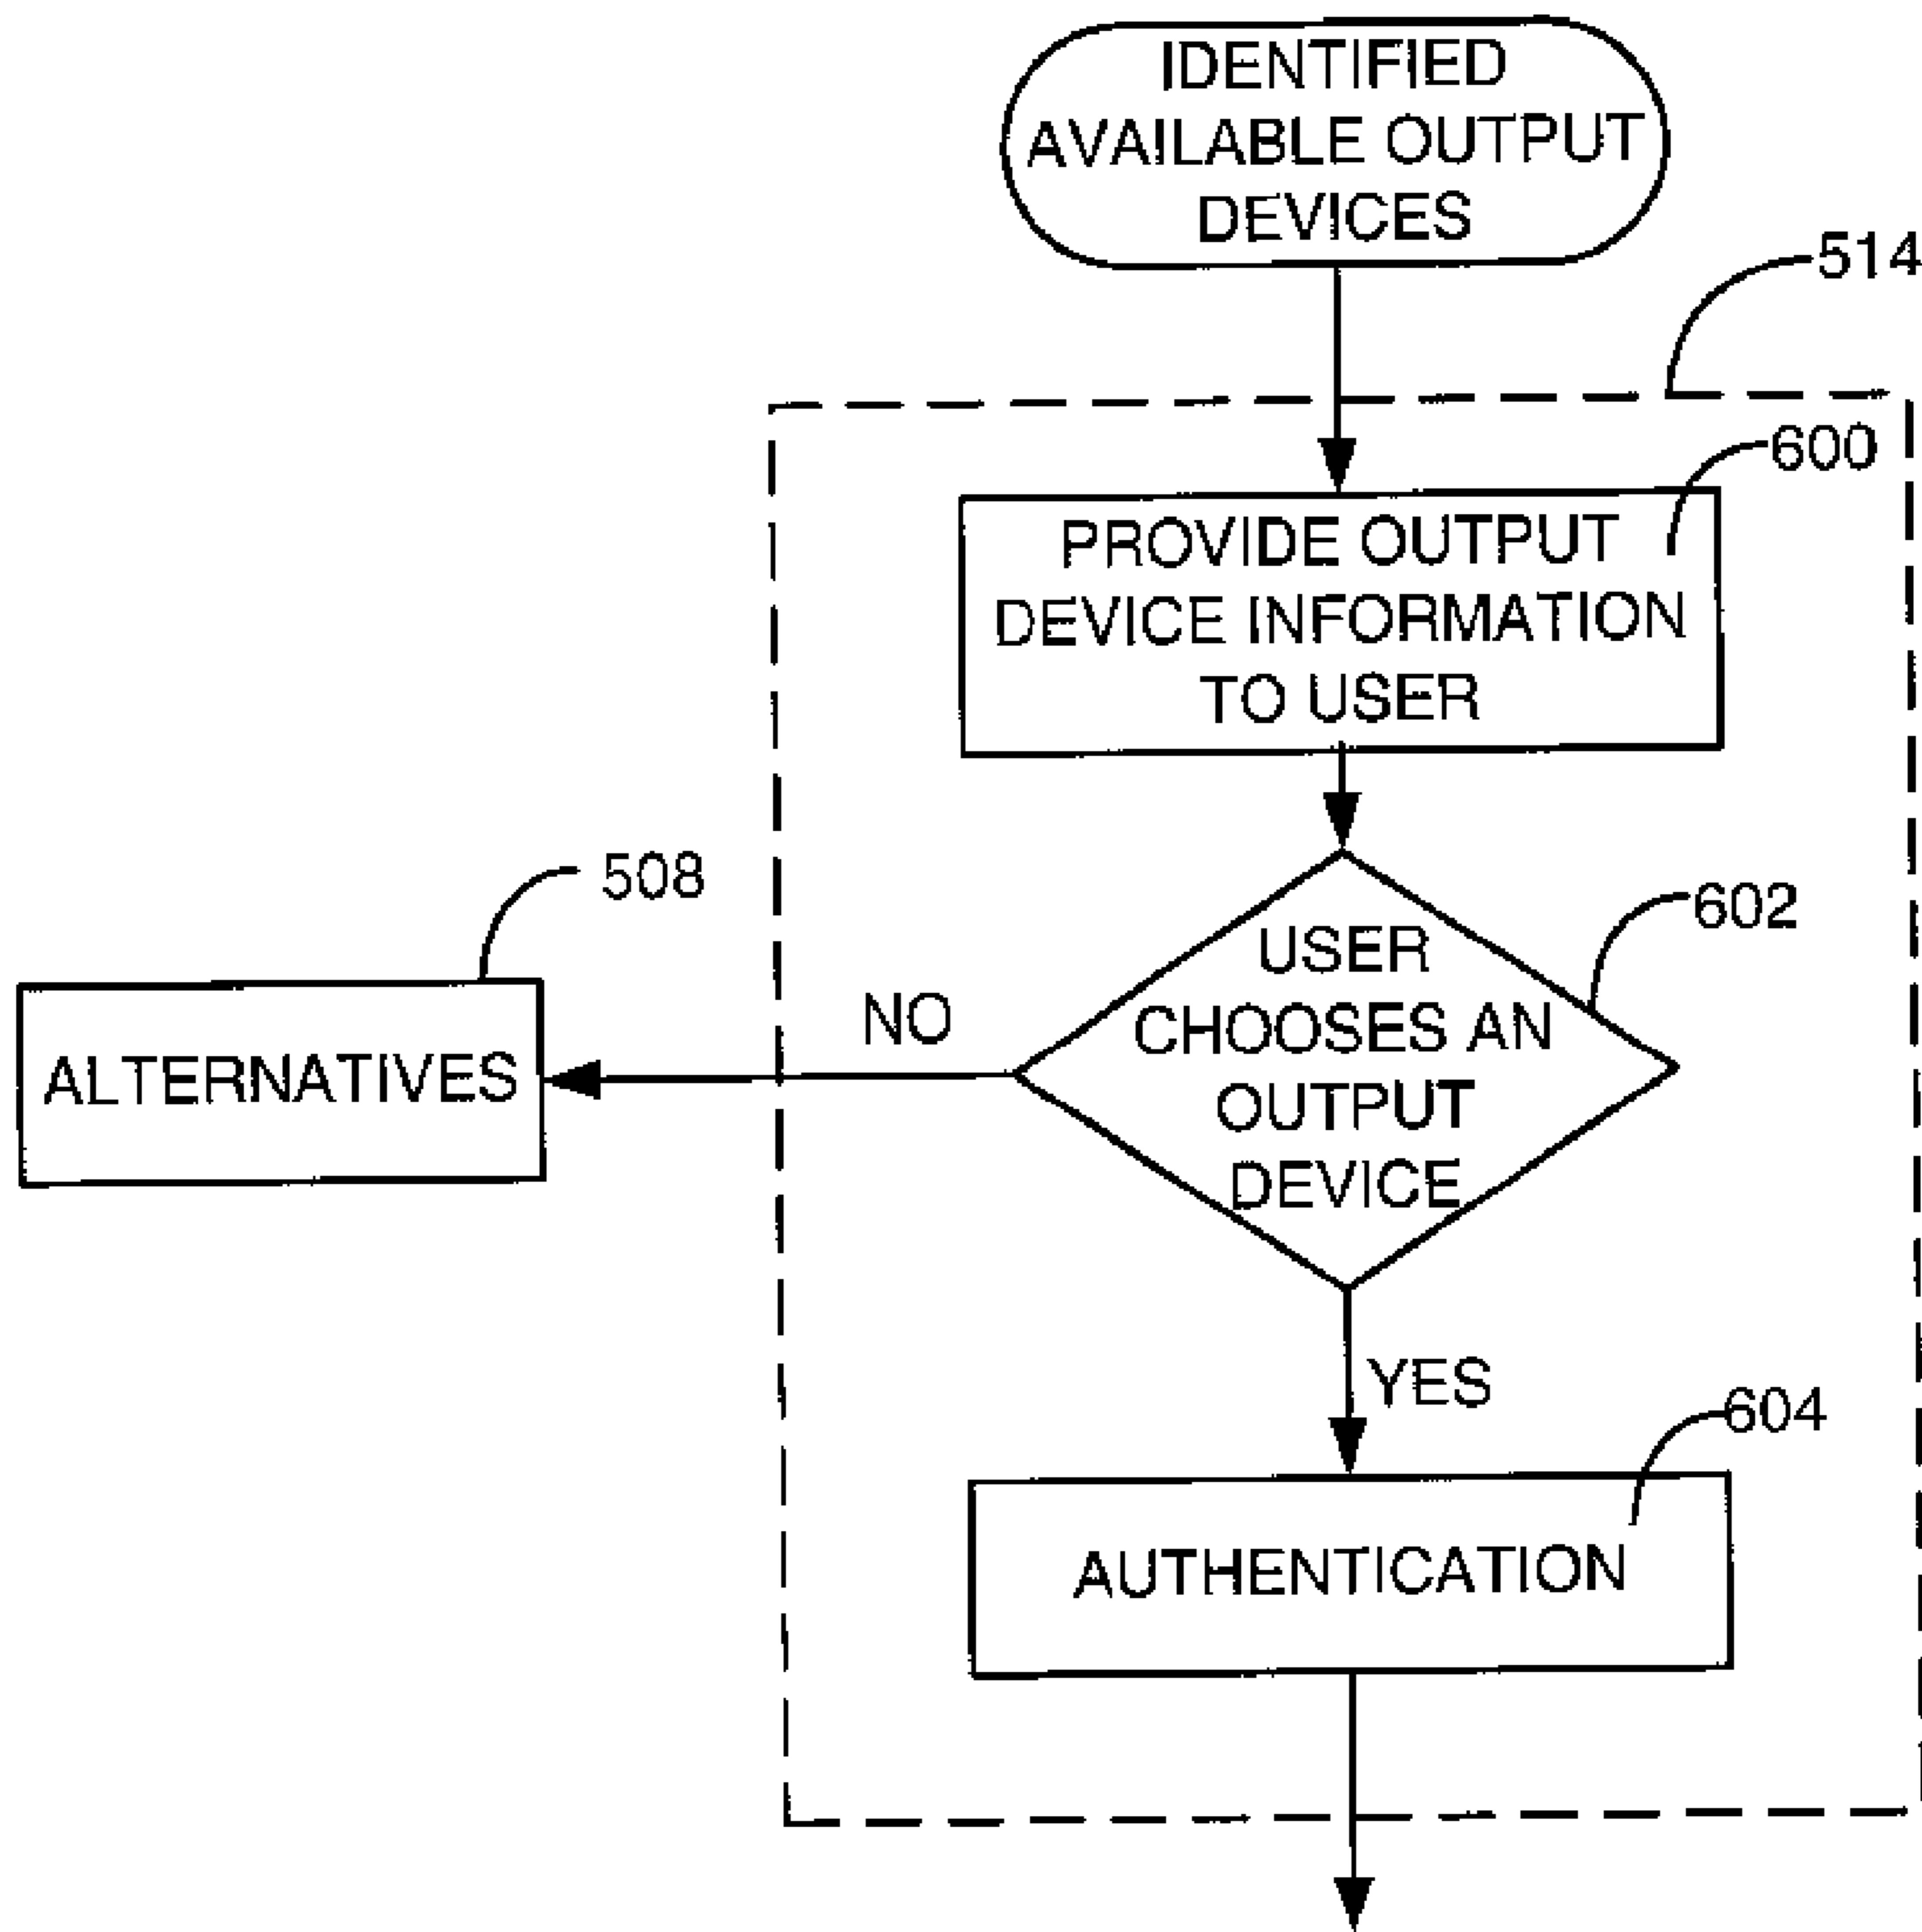 IDENTIFIED
AVAILABLE OUTPUT
DEVICES
514
600
PROVIDE OUTPUT
DEVICE INFORMATION
TO USER
508
602
USER
CHOOSES AN
OUTPUT
DEVICE
NO
ALTERNATIVES
YES
604
AUTHENTICATION